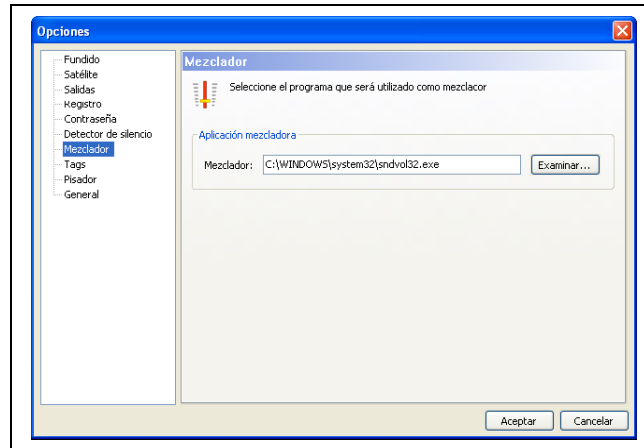 Opciones
Fundido
Satélite
Salidas
Registro
Contraseña
Detector de silencio
Mezclador
Tags
Pisador
General
Mezclador
Seleccione el programa que será utilizado como mezclacor
Aplicación mezcladora
Mezclador: C:\WINDOWS\system32\sndvol32.exe Examinar...
Aceptar Cancelar